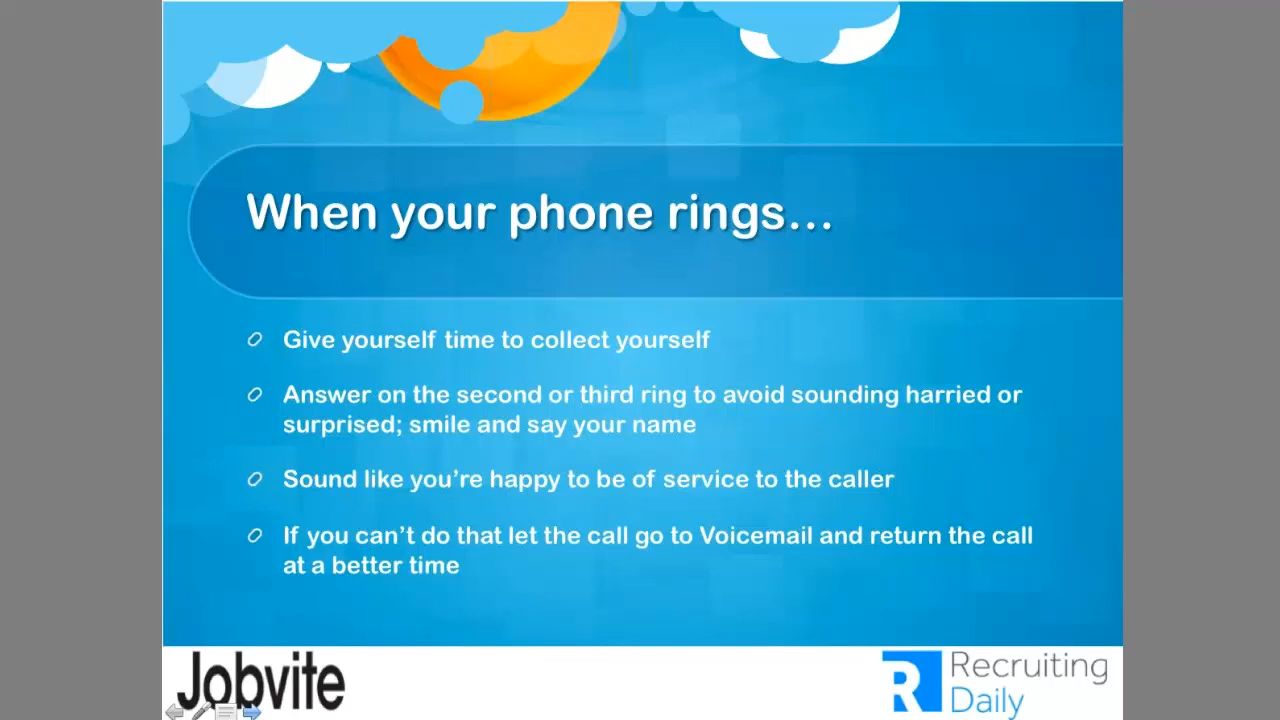 When your phone rings...
Give yourself time to collect yourself
Answer on the second or third ring to avoid sounding harried or
surprised; smile and say your name
Sound like you're happy to be of service to the caller
If you can't do that let the call go to Voicemail and return the call
at a better time
Jobvite
R Recruiting
Daily